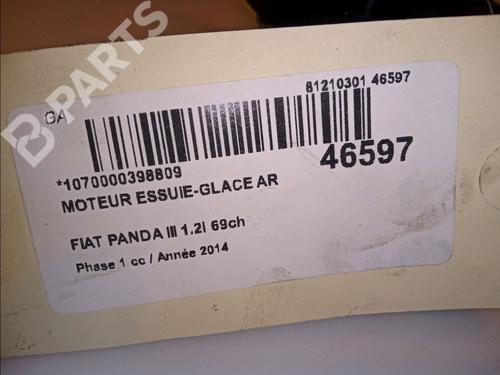 B-PARTS
GA
81210301 46597
*1070000398809
46597
MOTEUR ESSUIE-GLACE AR
FIAT PANDA III 1.2i 69ch
Phase 1 cc / Année 2014